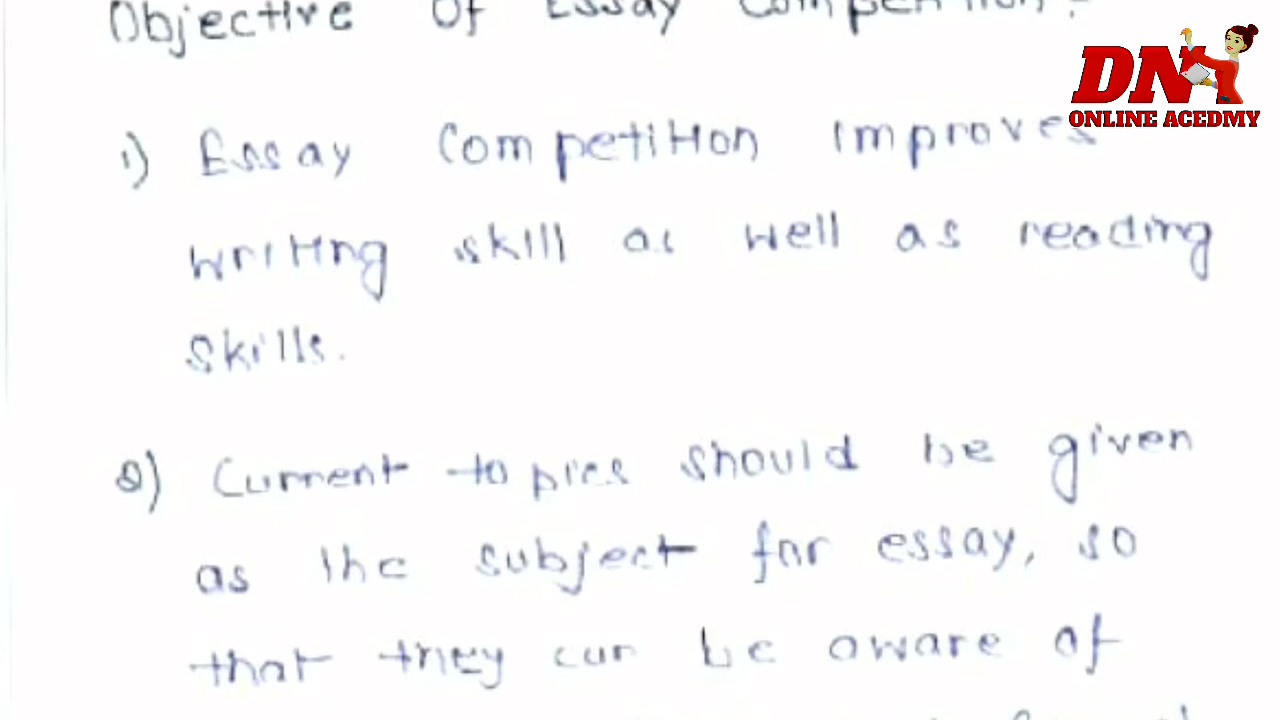 Objective Of Essay Competition:
DNA
ONLINE ACEDMY
1) Essay Competition improves
writing skill as well as reading
skills.
2) Current topics should be given
as the subject for essay, so
that they can be aware of